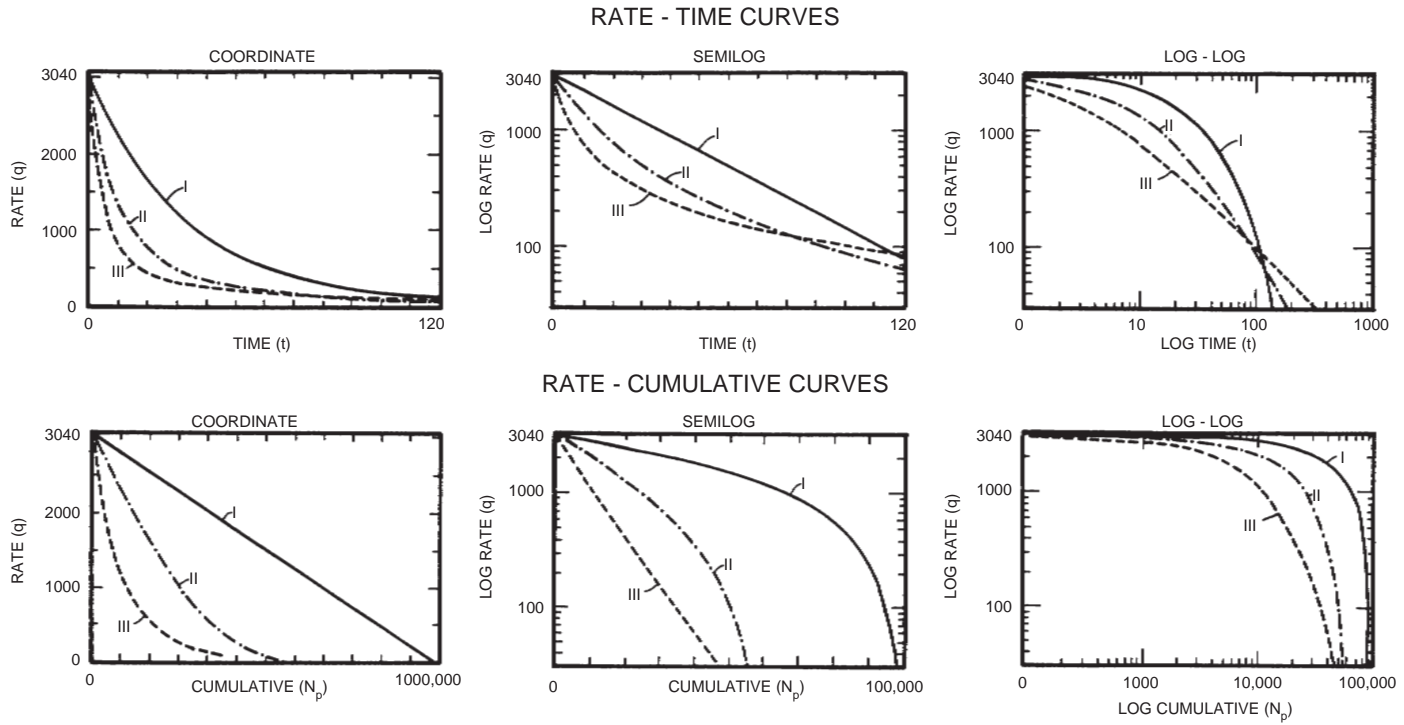 RATE - TIME CURVES
COORDINATE
3040
2000
1000
0
RATE (q)
I
II
III
0
120
TIME (t)
SEMILOG
3040
1000
100
LOG RATE (q)
I
II
III
0
120
TIME (t)
LOG - LOG
3040
1000
100
LOG RATE (q)
I
II
III
0
10
100
1000
LOG TIME (t)
RATE - CUMULATIVE CURVES
COORDINATE
3040
2000
1000
0
RATE (q)
I
II
III
0
1000,000
CUMULATIVE (Np)
SEMILOG
3040
1000
100
LOG RATE (q)
I
II
III
0
100,000
CUMULATIVE (Np)
LOG - LOG
3040
1000
100
LOG RATE (q)
I
II
III
0
1000
10,000
100,000
LOG CUMULATIVE (Np)